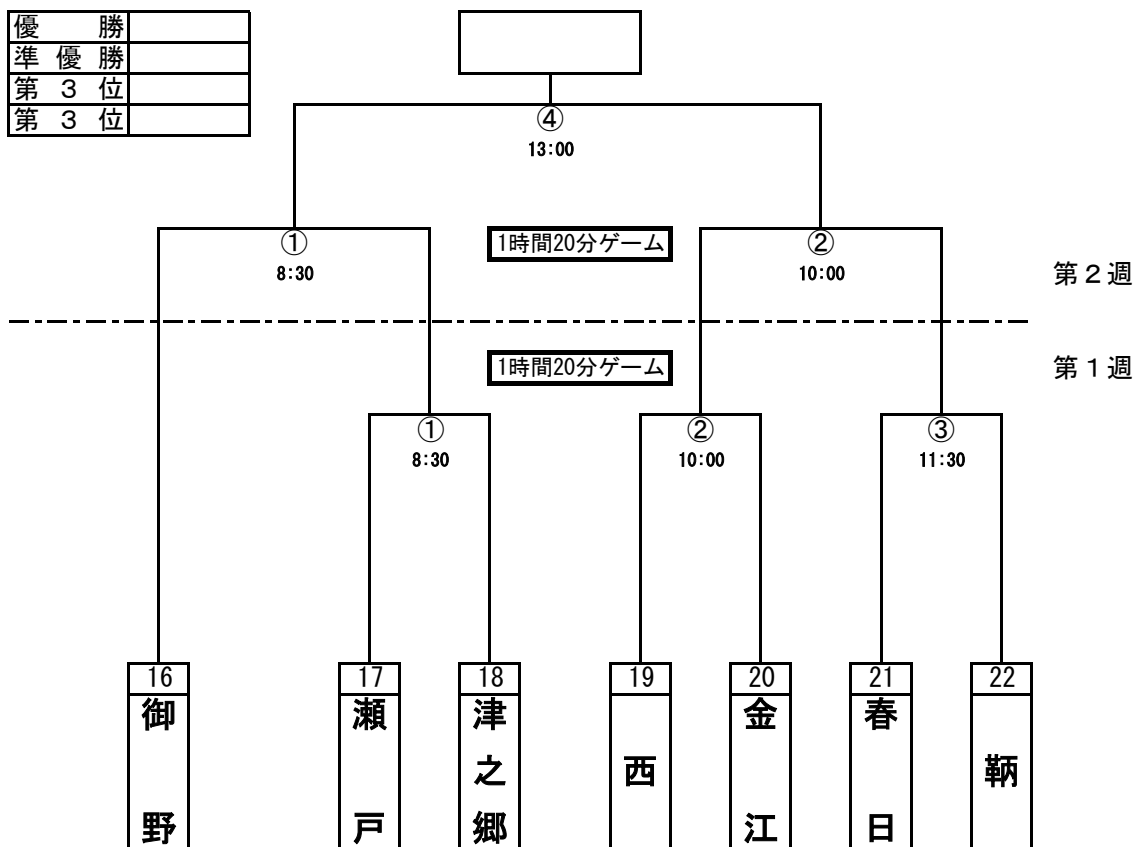 優勝
準優勝
第３位
第３位
④
13:00
①
8:30
1時間20分ゲーム
②
10:00
第２週
1時間20分ゲーム
第１週
①
8:30
②
10:00
③
11:30
16
御野
17
瀬戸
18
津之郷
19
西
20
金江
21
春日
22
鞆